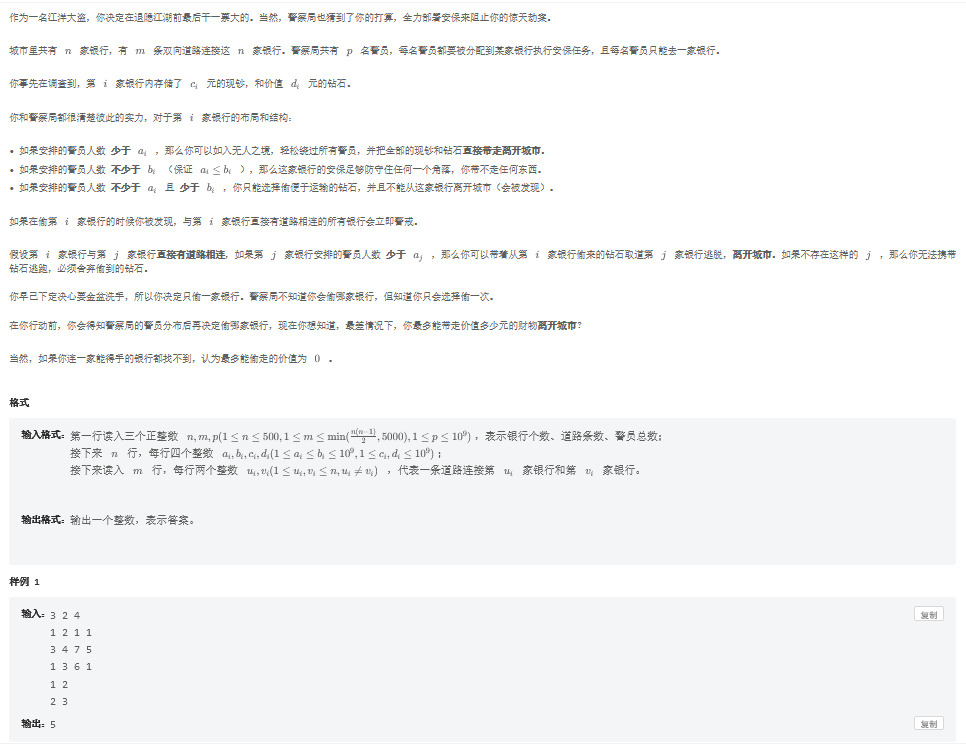 作为一名江洋大盗，你决定在退隐江湖前最后干一票大的。当然，警察局也猜到了你的打算，全力部署安保来阻止你的惊天劫案。
城市里共有 n 家银行，有 m 条双向道路连接这 n 家银行。警察局共有 p 名警员，每名警员都要被分配到某家银行执行安保任务，且每名警员只能去一家银行。
你事先在调查到，第 i 家银行内存储了 c_i 元的现钞，和价值 d_i 元的钻石。
你和警察局都很清楚彼此的实力，对于第 i 家银行的布局和结构：
• 如果安排的警员人数 少于 a_i ，那么你可以如入无人之境，轻松绕过所有警员，并把全部的现钞和钻石直接带走离开城市。
• 如果安排的警员人数 不少于 b_i （保证 a_i ≤ b_i ），那么这家银行的安保足够防守住任何一个角落，你带不走任何东西。
• 如果安排的警员人数 不少于 a_i 且 少于 b_i ，你只能选择偷便于运输的钻石，并且不能从这家银行离开城市（会被发现）。
如果在偷第 i 家银行的时候你被发现，与第 i 家银行直接有道路相连的所有银行会立即警戒。
假设第 i 家银行与第 j 家银行直接有道路相连，如果第 j 家银行安排的警员人数 少于 a_j ，那么你可以带着从第 i 家银行偷来的钻石取道第 j 家银行逃脱，离开城市。如果不存在这样的 j ，那么你无法携带
钻石逃跑，必须舍弃偷到的钻石。
你早已下定决心要金盆洗手，所以你决定只偷一家银行。警察局不知道你会偷哪家银行，但知道你只会选择偷一次。
在你行动前，你会得知警察局的警员分布后再决定偷哪家银行，现在你想知道，最差情况下，你最多能带走价值多少元的财物离开城市？
当然，如果你连一家能得手的银行都找不到，认为最多能偷走的价值为 0 。
格式
输入格式：第一行读入三个正整数 n, m, p(1 ≤ n ≤ 500, 1 ≤ m ≤ min(n(n−1)/2, 5000), 1 ≤ p ≤ 10^9)，表示银行个数、道路条数、警员总数；
接下来 n 行，每行四个整数 a_i, b_i, c_i, d_i(1 ≤ a_i ≤ b_i ≤ 10^9, 1 ≤ c_i, d_i ≤ 10^9)；
接下来读入 m 行，每行两个整数 u_i, v_i(1 ≤ u_i, v_i ≤ n, u_i ≠ v_i) ，代表一条道路连接第 u_i 家银行和第 v_i 家银行。
输出格式：输出一个整数，表示答案。
样例 1
输入：3 2 4
复制
1 2 1 1
3 4 7 5
1 3 6 1
1 2
2 3
输出：5
复制